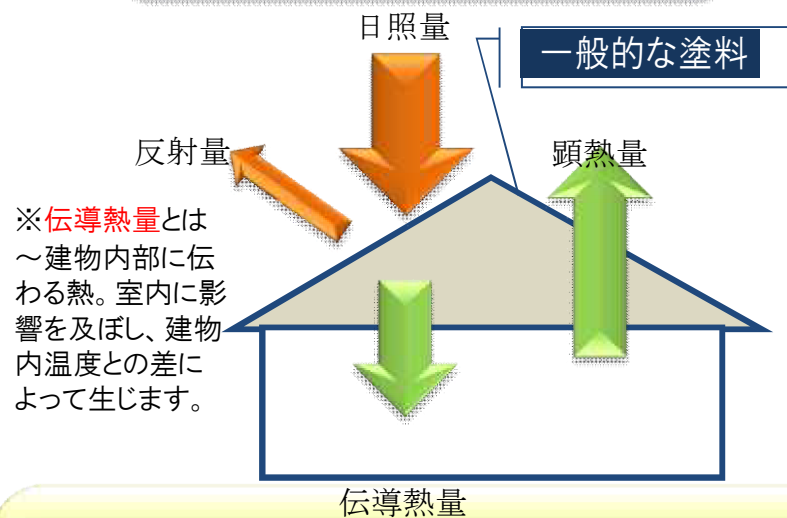 日照量
一般的な塗料
反射量
顕熱量
※伝導熱量とは
～建物内部に伝
わる熱。室内に影
響を及ぼし、建物
内温度との差に
よって生じます。
伝導熱量